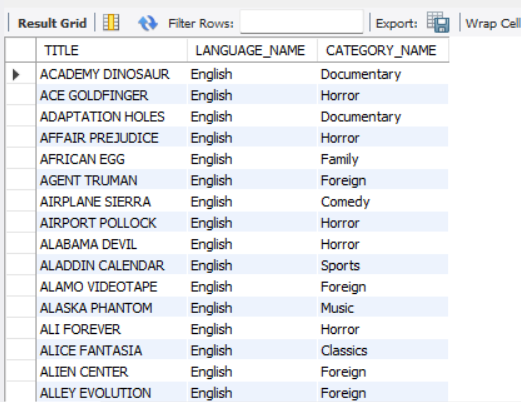 Result Grid Filter Rows: Export: Wrap Cell
TITLE LANGUAGE_NAME CATEGORY_NAME
ACADEMY DINOSAUR English Documentary
ACE GOLDFINGER English Horror
ADAPTATION HOLES English Documentary
AFFAIR PREJUDICE English Horror
AFRICAN EGG English Family
AGENT TRUMAN English Foreign
AIRPLANE SIERRA English Comedy
AIRPORT POLLOCK English Horror
ALABAMA DEVIL English Horror
ALADDIN CALENDAR English Sports
ALAMO VIDEOTAPE English Foreign
ALASKA PHANTOM English Music
ALI FOREVER English Horror
ALICE FANTASIA English Classics
ALIEN CENTER English Foreign
ALLEY EVOLUTION English Foreign